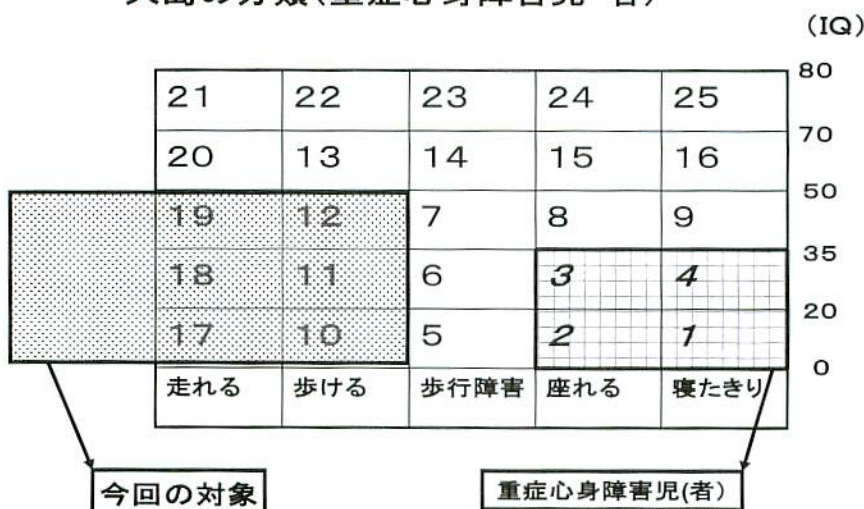 大島の分類(重症心身障害児・者)
(IQ)
80
21 22 23 24 25
70
20 13 14 15 16
50
19 12 7 8 9
35
18 11 6 3 4
20
17 10 5 2 1
0
走れる 歩ける 歩行障害 座れる 寝たきり
今回の対象 重症心身障害児(者)